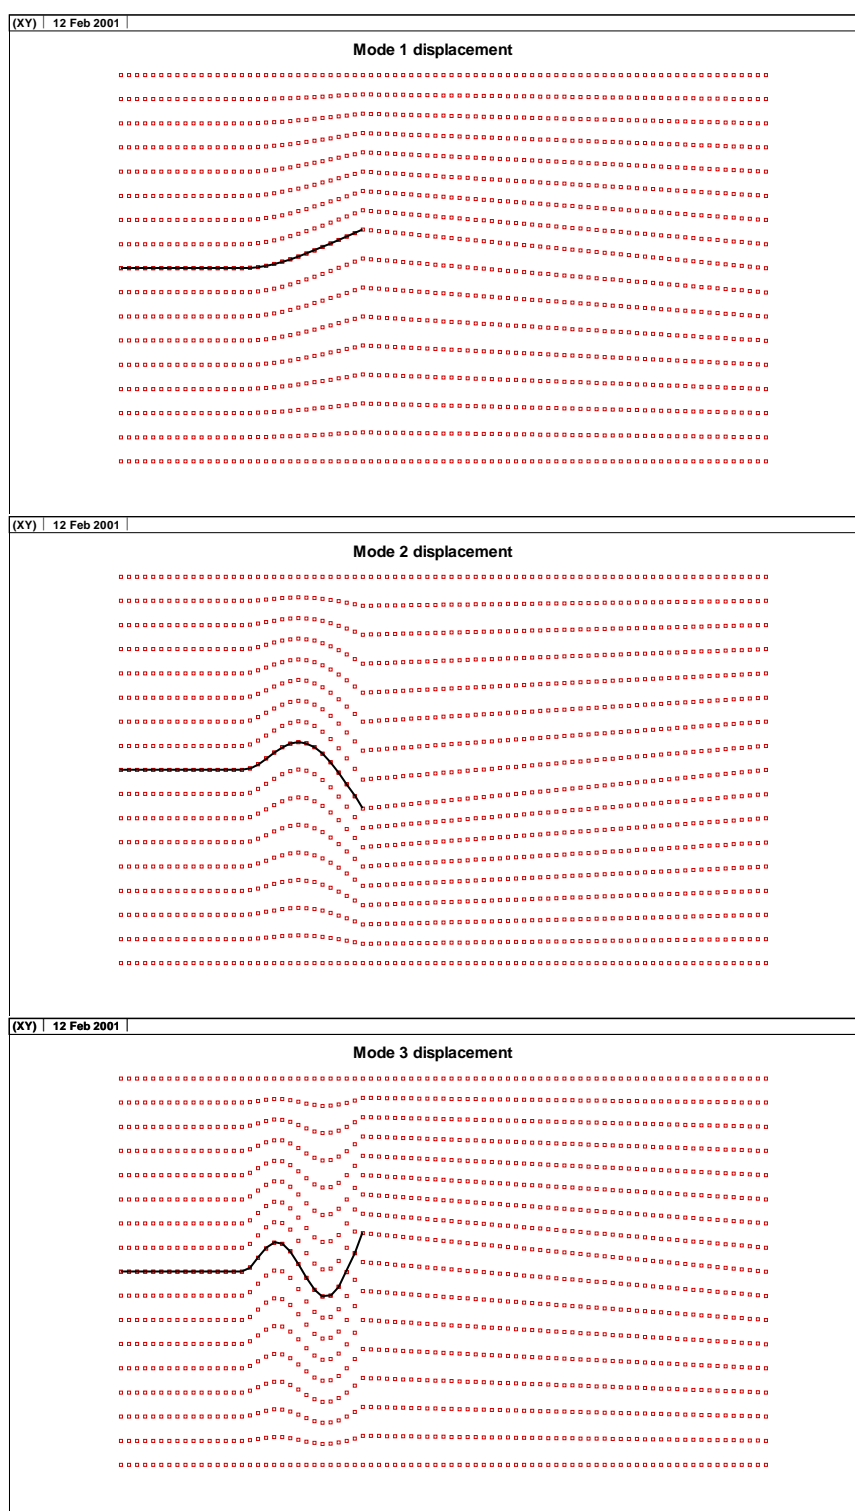 (XY) 12 Feb 2001
Mode 1 displacement
(XY) 12 Feb 2001
Mode 2 displacement
(XY) 12 Feb 2001
Mode 3 displacement